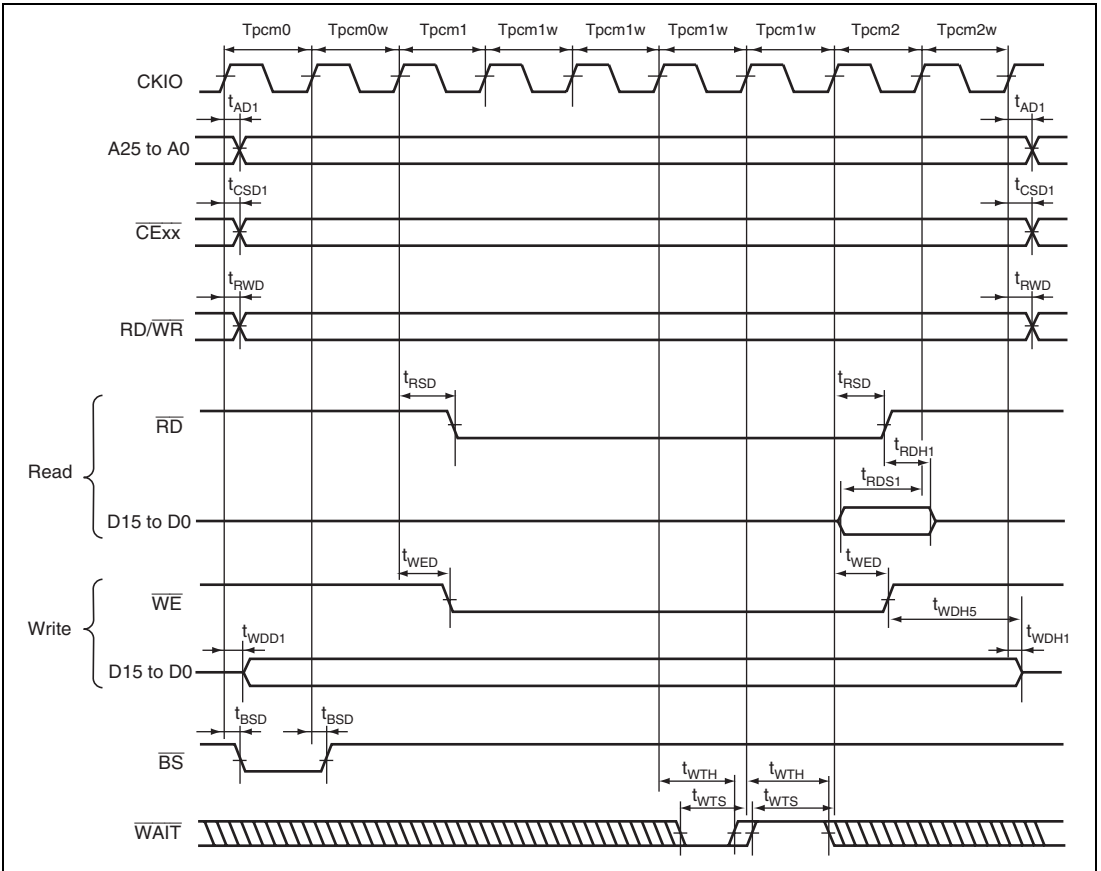 Tpcm0 Tpcm0w Tpcm1 Tpcm1w Tpcm1w Tpcm1w Tpcm1w Tpcm2 Tpcm2w
CKIO
tAD1 tAD1
A25 to A0
tCSD1 tCSD1
CExx
tRWD tRWD
RD/WR
tRSD tRSD
RD
tRDH1
Read
tRDS1
D15 to D0
tWED tWED
WE
tWDH5
Write
tWDD1 tWDH1
D15 to D0
tBSD tBSD
BS
tWTH tWTH
tWTS tWTS
WAIT